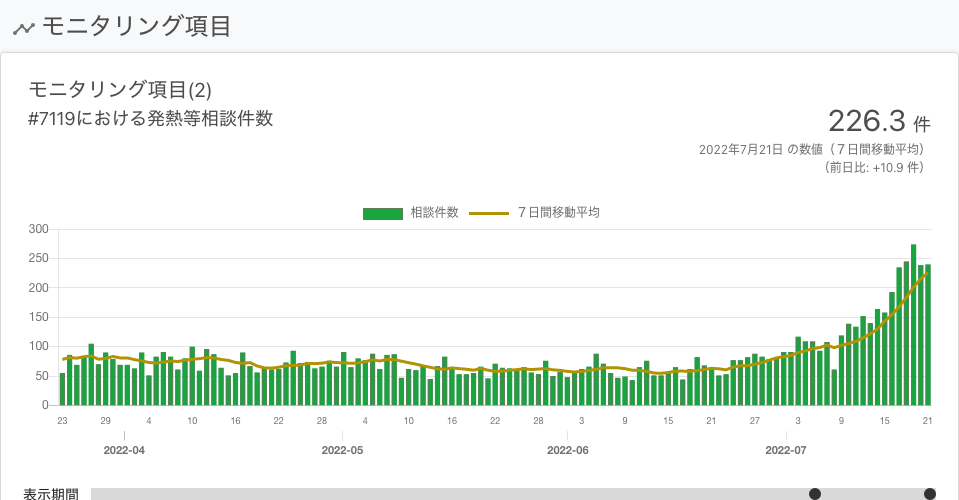 モニタリング項目
モニタリング項目(2)
#7119における発熱等相談件数
226.3 件
2022年7月21日 の数値（７日間移動平均）
（前日比: +10.9 件）
相談件数 ７日間移動平均
300
250
200
150
100
50
0
23 29 4 10 16 22 28 4 10 16 22 28 3 9 15 21 27 3 9 15 21
2022-04 2022-05 2022-06 2022-07
表示期間